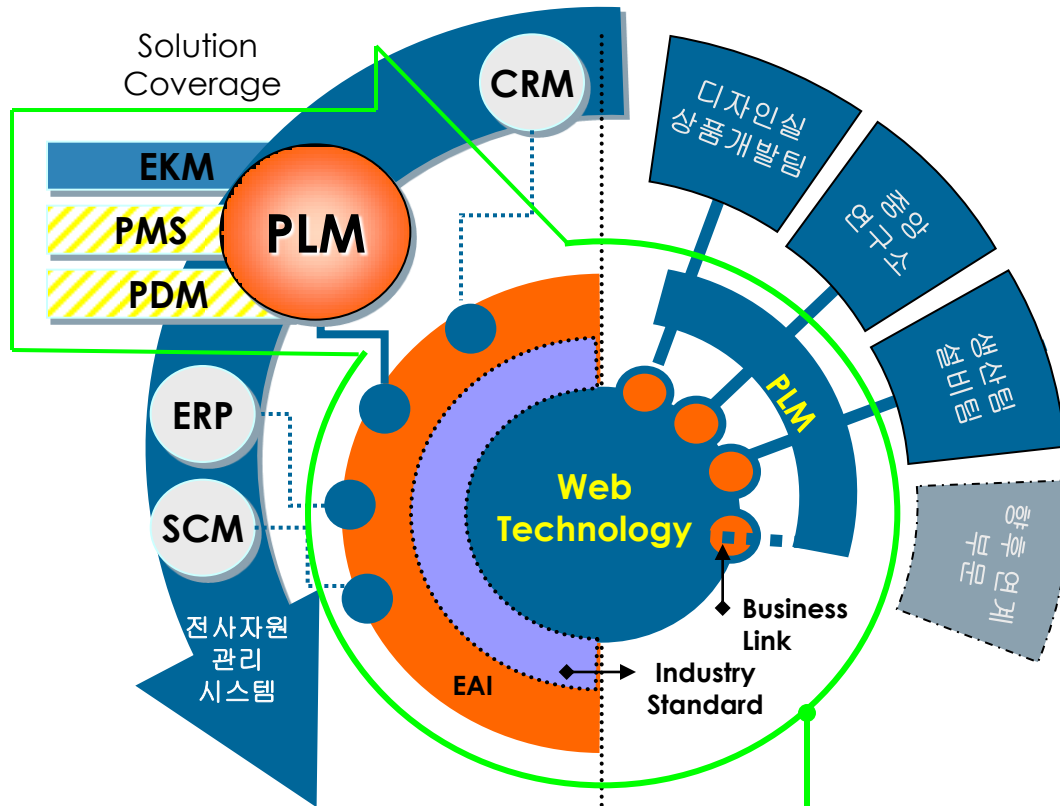 Solution
Coverage
CRM
EKM
PMS
PDM
PLM
ERP
SCM
전사자원
관리
시스템
EAI
Web
Technology
PLM
Business
Link
Industry
Standard
디자인실
상품개발팀
중앙
연구소
생산팀
설비팀
향후 연계
부문